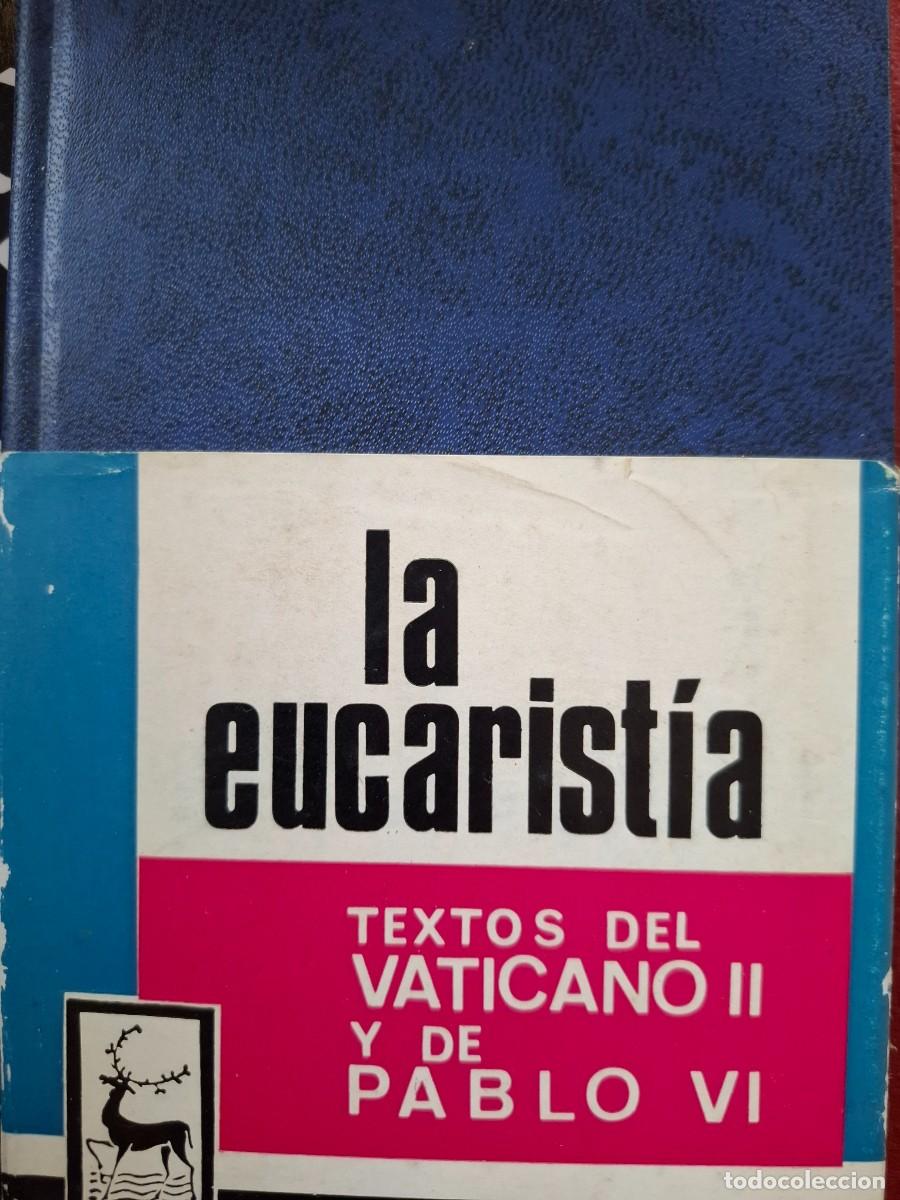 la
eucaristía
TEXTOS DEL
VATICANO II
Y DE
PABLO VI
todocoleccion